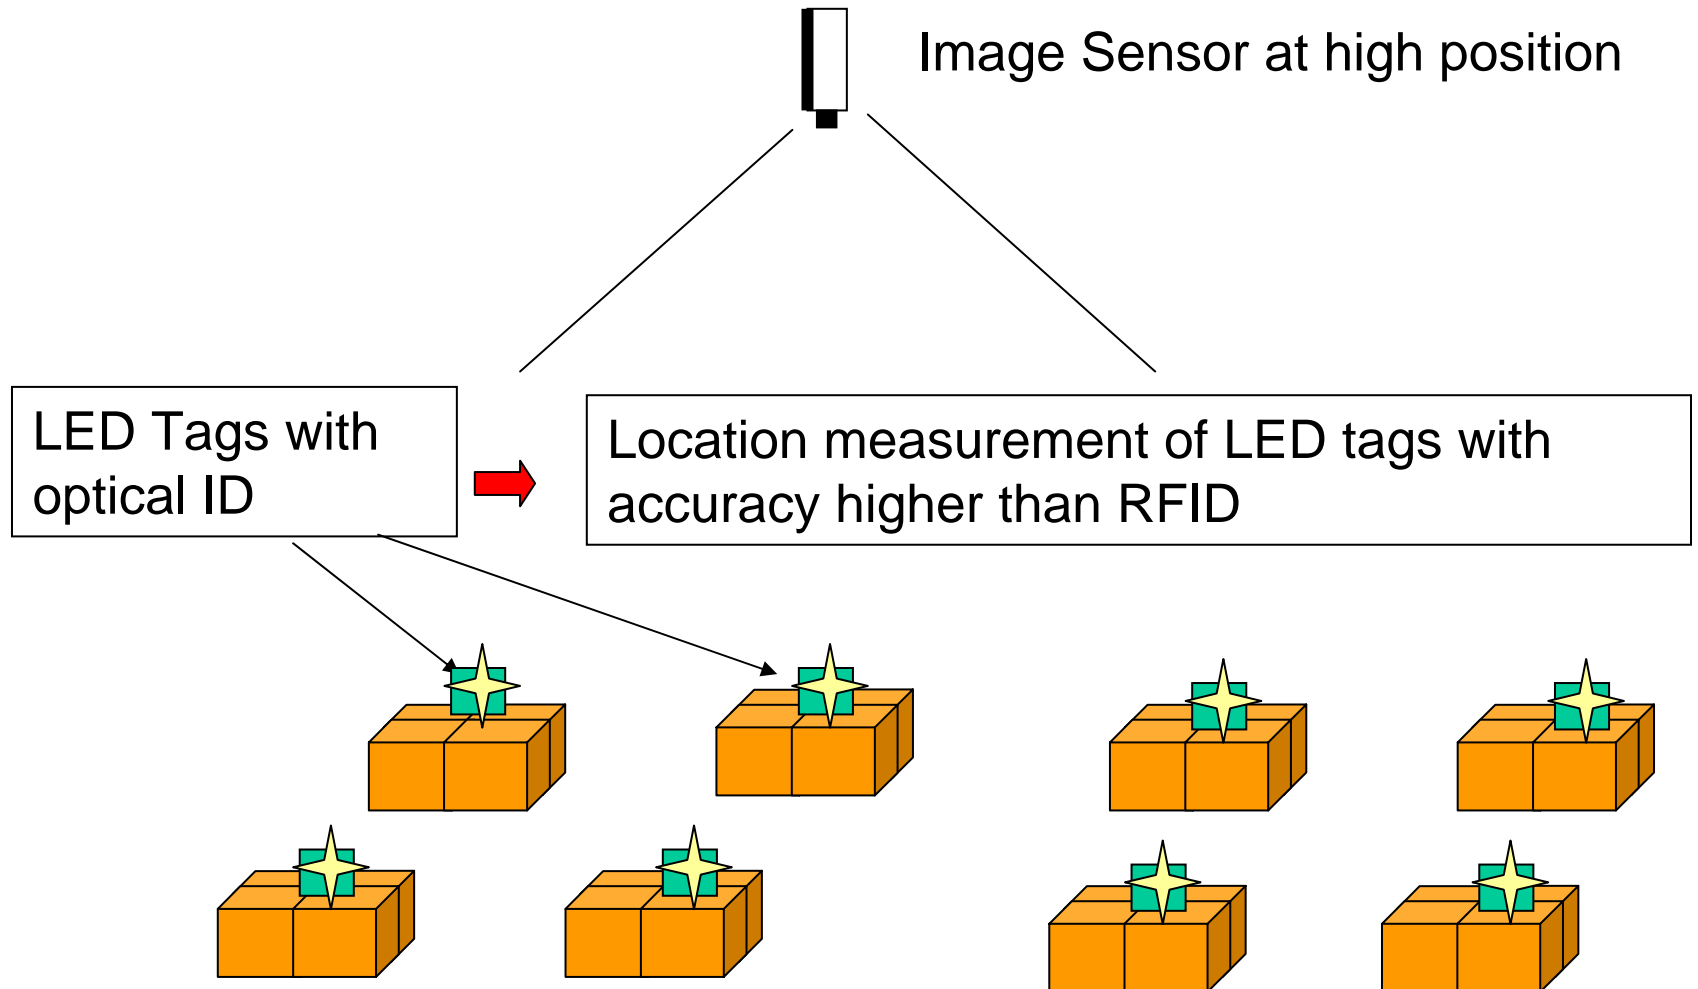 Image Sensor at high position
LED Tags with
optical ID
Location measurement of LED tags with
accuracy higher than RFID